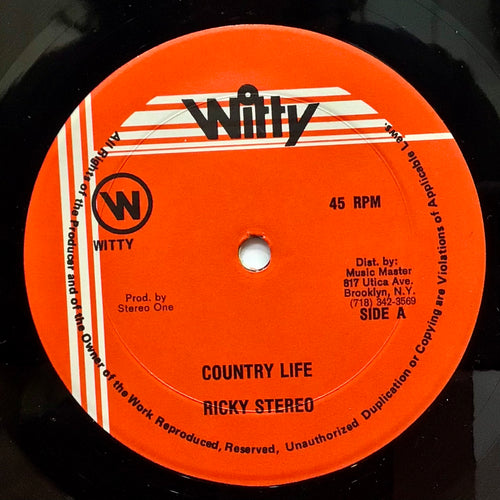 Witty
All Rights of the Producer and of the Owner of the Work Reproduced, Reserved, Unauthorized Duplication or Copying are Violations of Applicable Laws.
W
WITTY
45 RPM
Prod. by
Stereo One
Dist. by:
Music Master
817 Utica Ave.
Brooklyn, N.Y.
(718) 342-3569
SIDE A
COUNTRY LIFE
RICKY STEREO